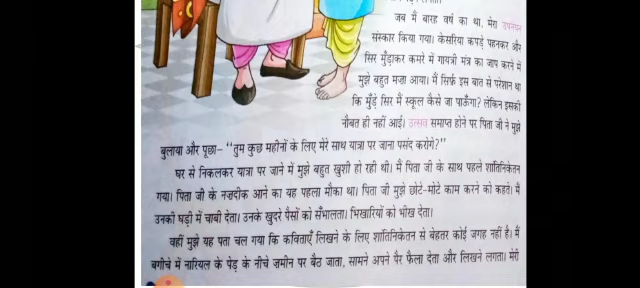 जब मैं बारह वर्ष का था, मेरा उपनयन
संस्कार किया गया। केसरिया कपड़े पहनकर और
सिर मुँड़ाकर कमरे में गायत्री मंत्र का जाप करने में
मुझे बहुत मज़ा आया। मैं सिर्फ़ इस बात से परेशान था
कि मुँड़े सिर मैं स्कूल कैसे जा पाऊँगा? लेकिन इसकी
नौबत ही नहीं आई। उत्सव समाप्त होने पर पिता जी ने मुझे
बुलाया और पूछा– “तुम कुछ महीनों के लिए मेरे साथ यात्रा पर जाना पसंद करोगे?”
घर से निकलकर यात्रा पर जाने में मुझे बहुत खुशी हो रही थी। मैं पिता जी के साथ पहले शांतिनिकेतन
गया। पिता जी के नज़दीक आने का यह पहला मौका था। पिता जी मुझे छोटे-मोटे काम करने को कहते। मैं
उनकी घड़ी में चाबी देता। उनके खुदरे पैसों को सँभालता। भिखारियों को भीख देता।
वहीं मुझे यह पता चल गया कि कविताएँ लिखने के लिए शांतिनिकेतन से बेहतर कोई जगह नहीं है। मैं
बगीचे में नारियल के पेड़ के नीचे ज़मीन पर बैठ जाता, सामने अपने पैर फैला देता और लिखने लगता। मेरी